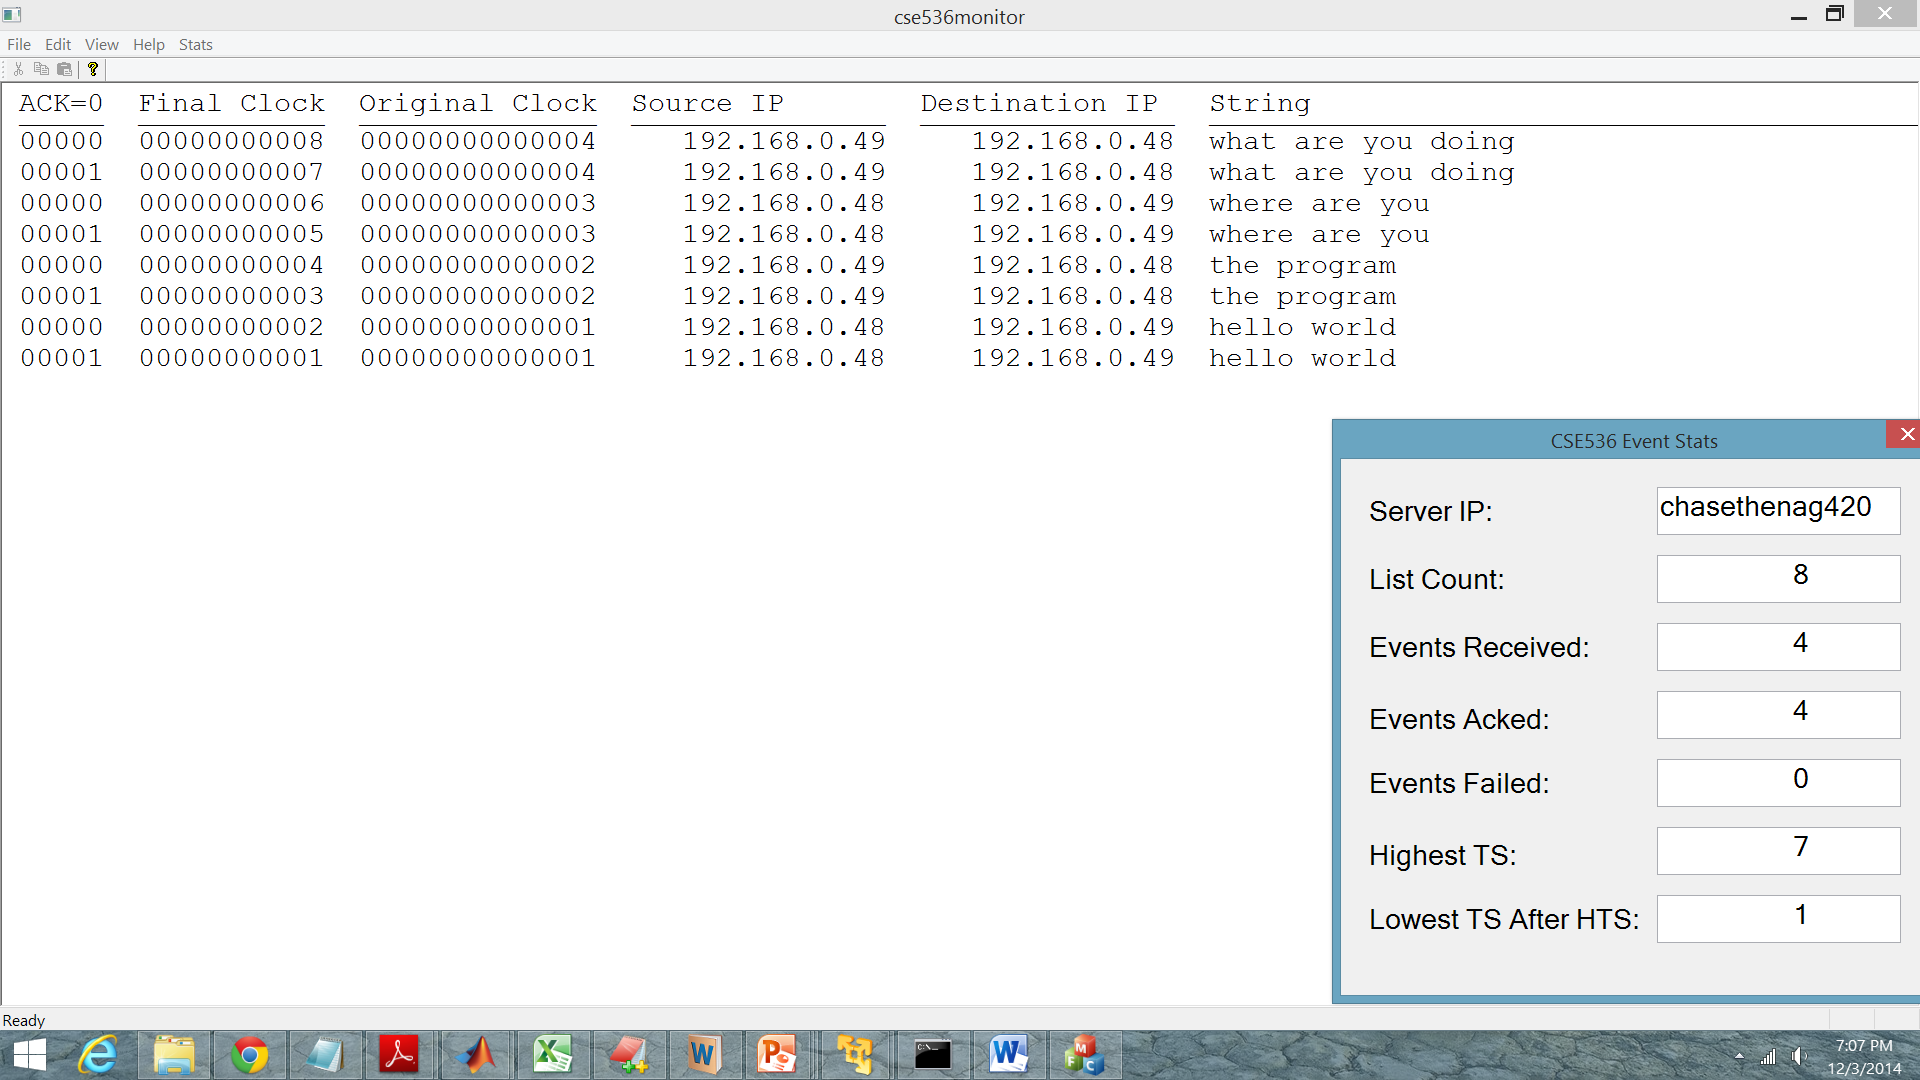 cse536monitor
File Edit View Help Stats
ACK=0 Final Clock Original Clock Source IP Destination IP String
00000 00000000008 00000000000004 192.168.0.49 192.168.0.48 what are you doing
00001 00000000007 00000000000004 192.168.0.49 192.168.0.48 what are you doing
00000 00000000006 00000000000003 192.168.0.48 192.168.0.49 where are you
00001 00000000005 00000000000003 192.168.0.48 192.168.0.49 where are you
00000 00000000004 00000000000002 192.168.0.49 192.168.0.48 the program
00001 00000000003 00000000000002 192.168.0.49 192.168.0.48 the program
00000 00000000002 00000000000001 192.168.0.48 192.168.0.49 hello world
00001 00000000001 00000000000001 192.168.0.48 192.168.0.49 hello world
CSE536 Event Stats
Server IP: chasethenag420
List Count: 8
Events Received: 4
Events Acked: 4
Events Failed: 0
Highest TS: 7
Lowest TS After HTS: 1
Ready
7:07 PM
12/3/2014